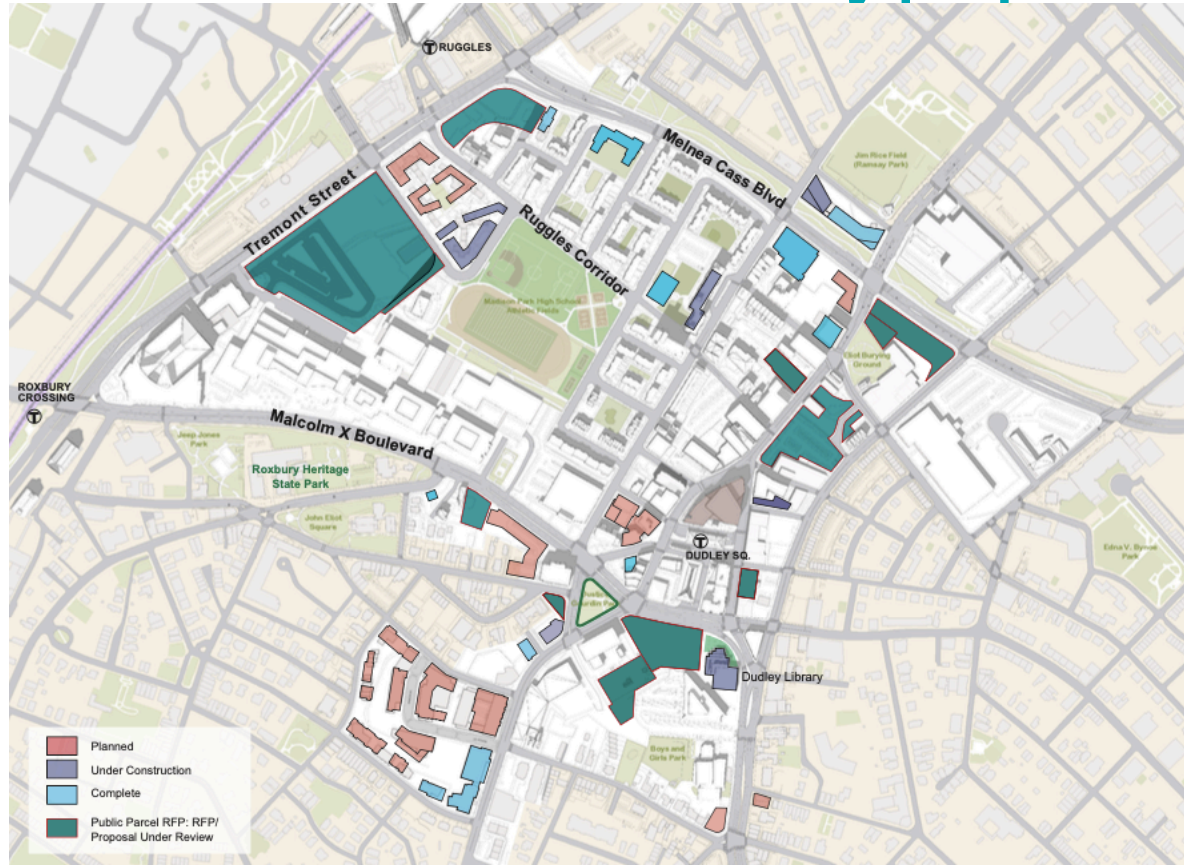 RUGGLES
Melnea Cass Blvd
Jim Rice Field
(Ramsay Park)
Tremont Street
Ruggles Corridor
Madison Park High School
Athletic Fields
Eliot Burying
Ground
ROXBURY
CROSSING
Malcolm X Boulevard
Jeep Jones
Park
Roxbury Heritage
State Park
John Eliot
Square
DUDLEY SQ.
Edna V. Bynoe
Park
Dudley Library
Boys and
Girls Park
Planned
Under Construction
Complete
Public Parcel RFP: RFP/
Proposal Under Review